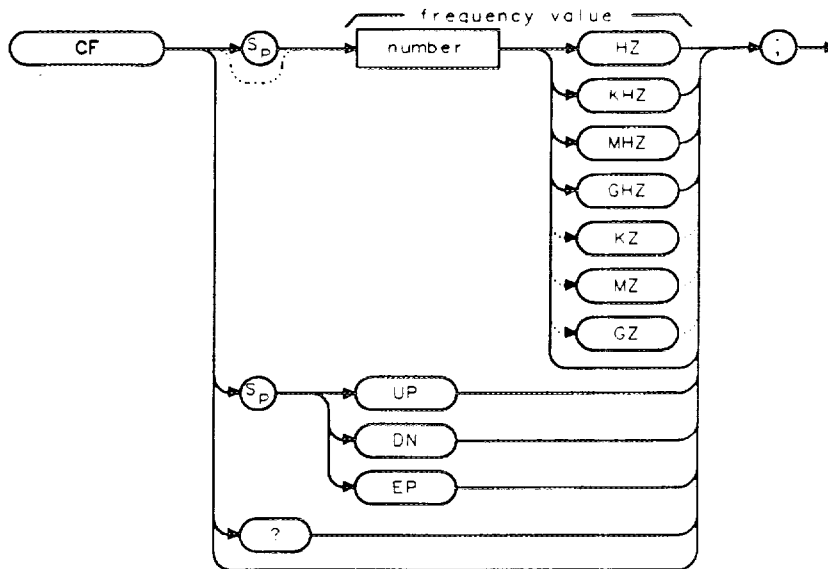 frequency value
CF
Sp
number
HZ
;
KHZ
MHZ
GHZ
KZ
MZ
GZ
Sp
UP
DN
EP
?